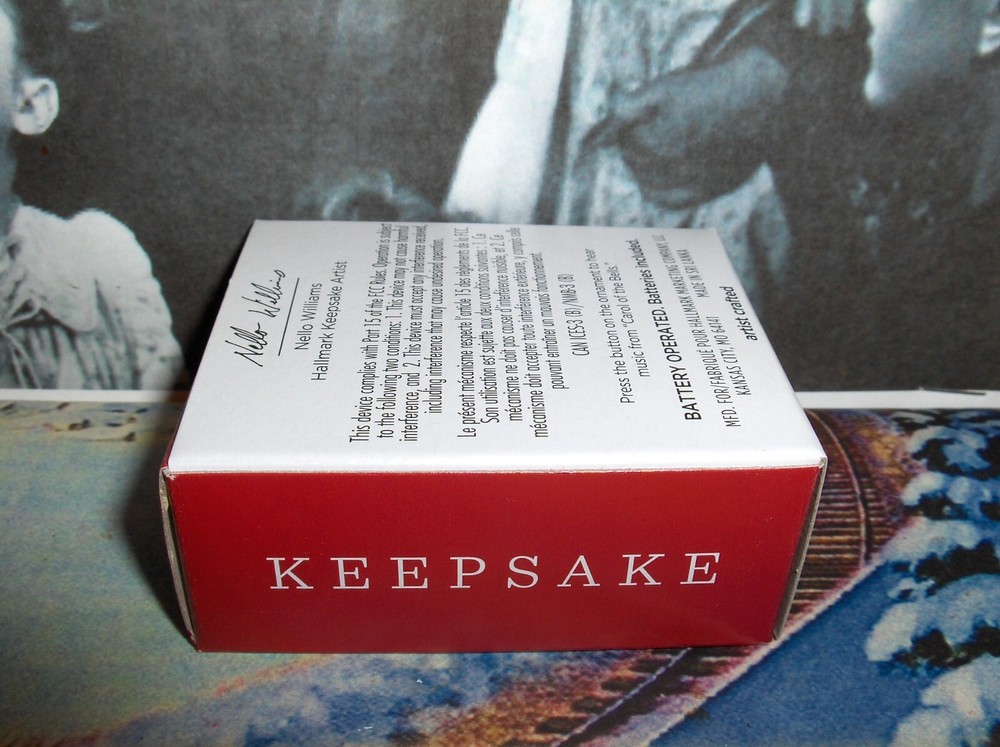 Nello Williams
Nello Williams
Hallmark Keepsake Artist
This device complies with Part 15 of the FCC Rules. Operation is subject
to the following two conditions: 1. This device may not cause harmful
interference, and 2. This device must accept any interference received,
including interference that may cause undesired operation.
Le présent mécanisme respecte l'article 15 des règlements de la FCC.
Son utilisation est sujette aux deux conditions suivantes : 1. Ce
mécanisme ne doit pas causer d'interférence nuisible, et 2. Ce
mécanisme doit accepter toute interférence extérieure, y compris celle
pouvant entraîner un mauvais fonctionnement.
CAN ICES-3 (B)/NMB-3 (B)
Press the button on the ornament to hear
music from "Carol of the Bells."
BATTERY OPERATED. Batteries included.
MFD. FOR/FABRIQUÉ POUR HALLMARK MARKETING COMPANY, LLC
KANSAS CITY, MO 64141 MADE IN SRI LANKA
artist crafted
KEEPSAKE